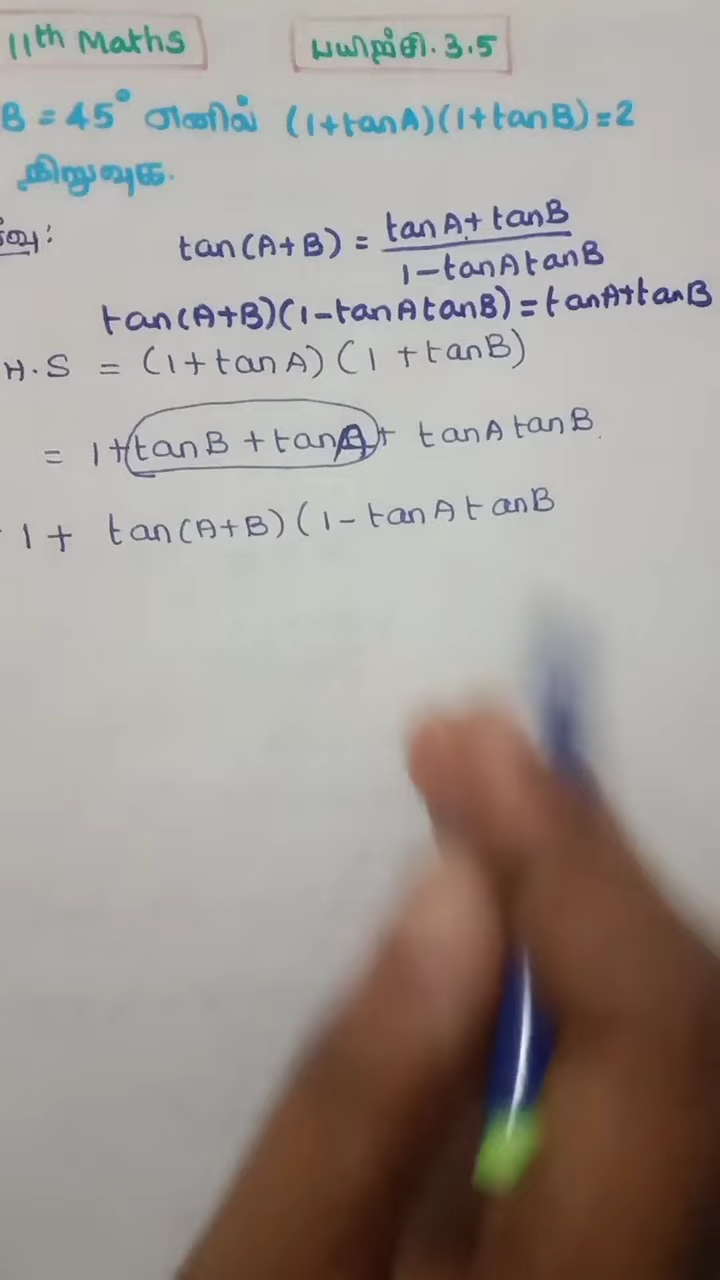 11th Maths
பயிற்சி. 3.5
B = 45° எனில் (1+tanA)(1+tanB)=2
நிறுவுக.
tan(A+B) = tanA+tanB / 1-tanAtanB
tan(A+B)(1-tanAtanB)=tanA+tanB
H.S = (1+tanA)(1+tanB)
= 1+tanB+tanA+ tanAtanB
1+ tan(A+B)(1-tanAtanB